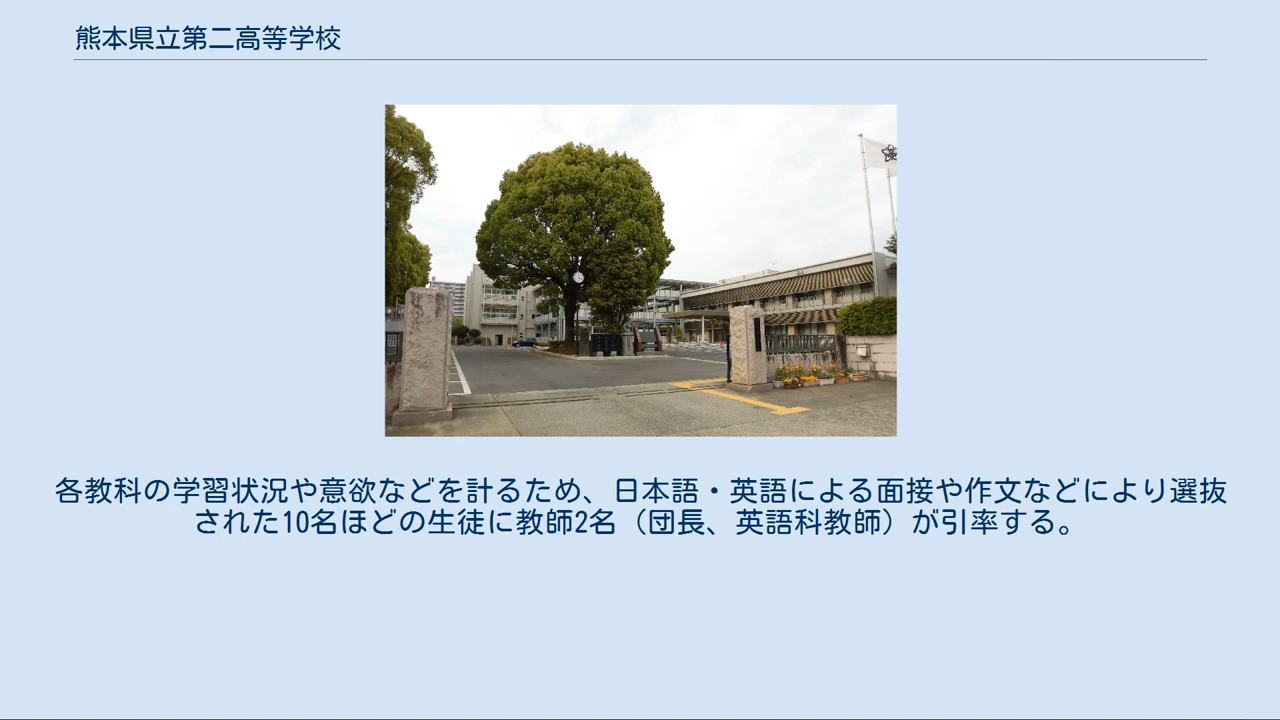 熊本県立第二高等学校
各教科の学習状況や意欲などを計るため、日本語・英語による面接や作文などにより選抜
された10名ほどの生徒に教師2名（団長、英語科教師）が引率する。